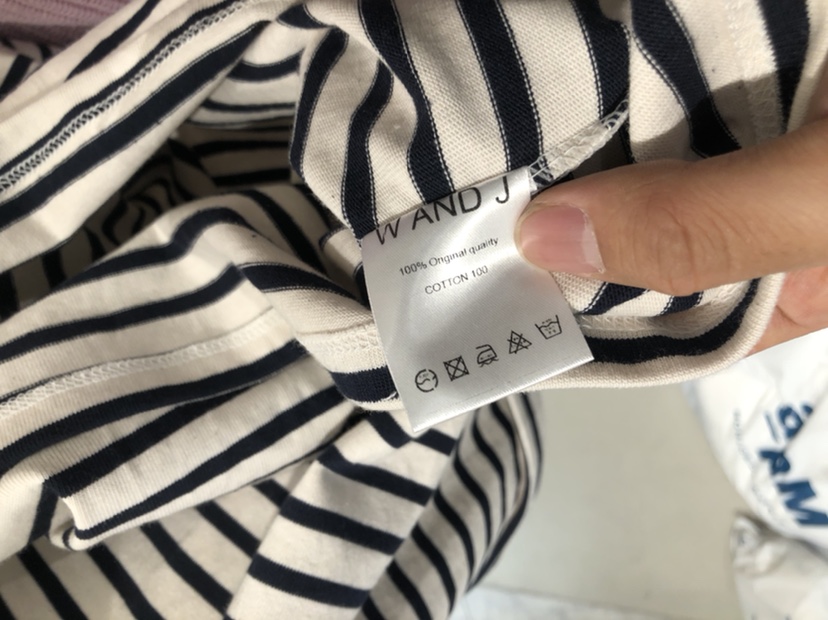 W AND J
100% Original quality
COTTON 100